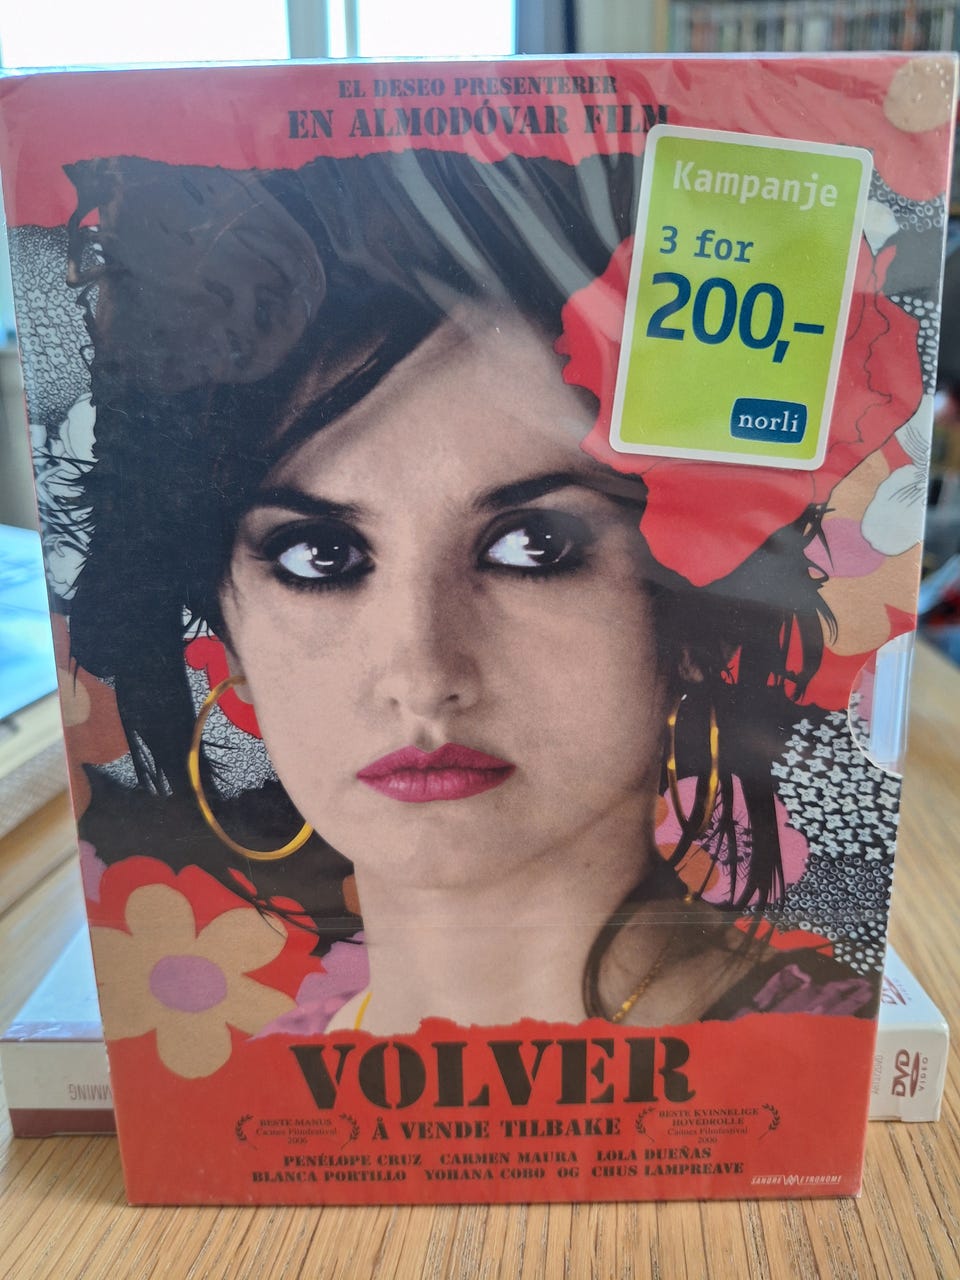 EL DESEO PRESENTERER
EN ALMODÓVAR FILM
Kampanje
3 for
200,-
norli
VOLVER
BESTE MANUS
Cannes Filmfestival
2006
Å VENDE TILBAKE
BESTE KVINNELIGE
HOVEDROLLE
Cannes Filmfestival
2006
PENÉLOPE CRUZ CARMEN MAURA LOLA DUEÑAS
BLANCA PORTILLO YOHANA COBO OG CHUS LAMPREAVE
SANDREW METRONOME
DVD
VIDEO